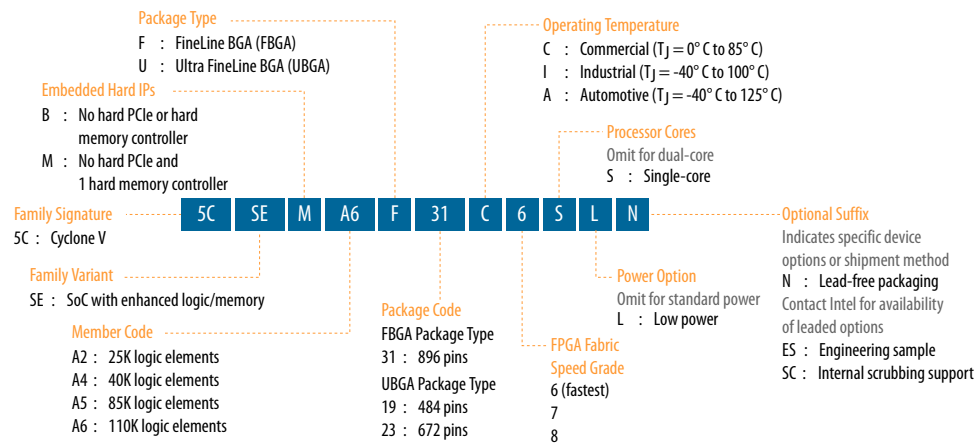 Package Type
F : FineLine BGA (FBGA)
U : Ultra FineLine BGA (UBGA)
Operating Temperature
C : Commercial (TJ = 0° C to 85° C)
I : Industrial (TJ = -40° C to 100° C)
A : Automotive (TJ = -40° C to 125° C)
Embedded Hard IPs
B : No hard PCIe or hard
memory controller
M : No hard PCIe and
1 hard memory controller
Processor Cores
Omit for dual-core
S : Single-core
Family Signature
5C : Cyclone V
5C SE M A6 F 31 C 6 S L N
Optional Suffix
Indicates specific device
options or shipment method
N : Lead-free packaging
Contact Intel for availability
of leaded options
ES : Engineering sample
SC : Internal scrubbing support
Family Variant
SE : SoC with enhanced logic/memory
Power Option
Omit for standard power
L : Low power
Member Code
A2 : 25K logic elements
A4 : 40K logic elements
A5 : 85K logic elements
A6 : 110K logic elements
Package Code
FBGA Package Type
31 : 896 pins
UBGA Package Type
19 : 484 pins
23 : 672 pins
FPGA Fabric
Speed Grade
6 (fastest)
7
8